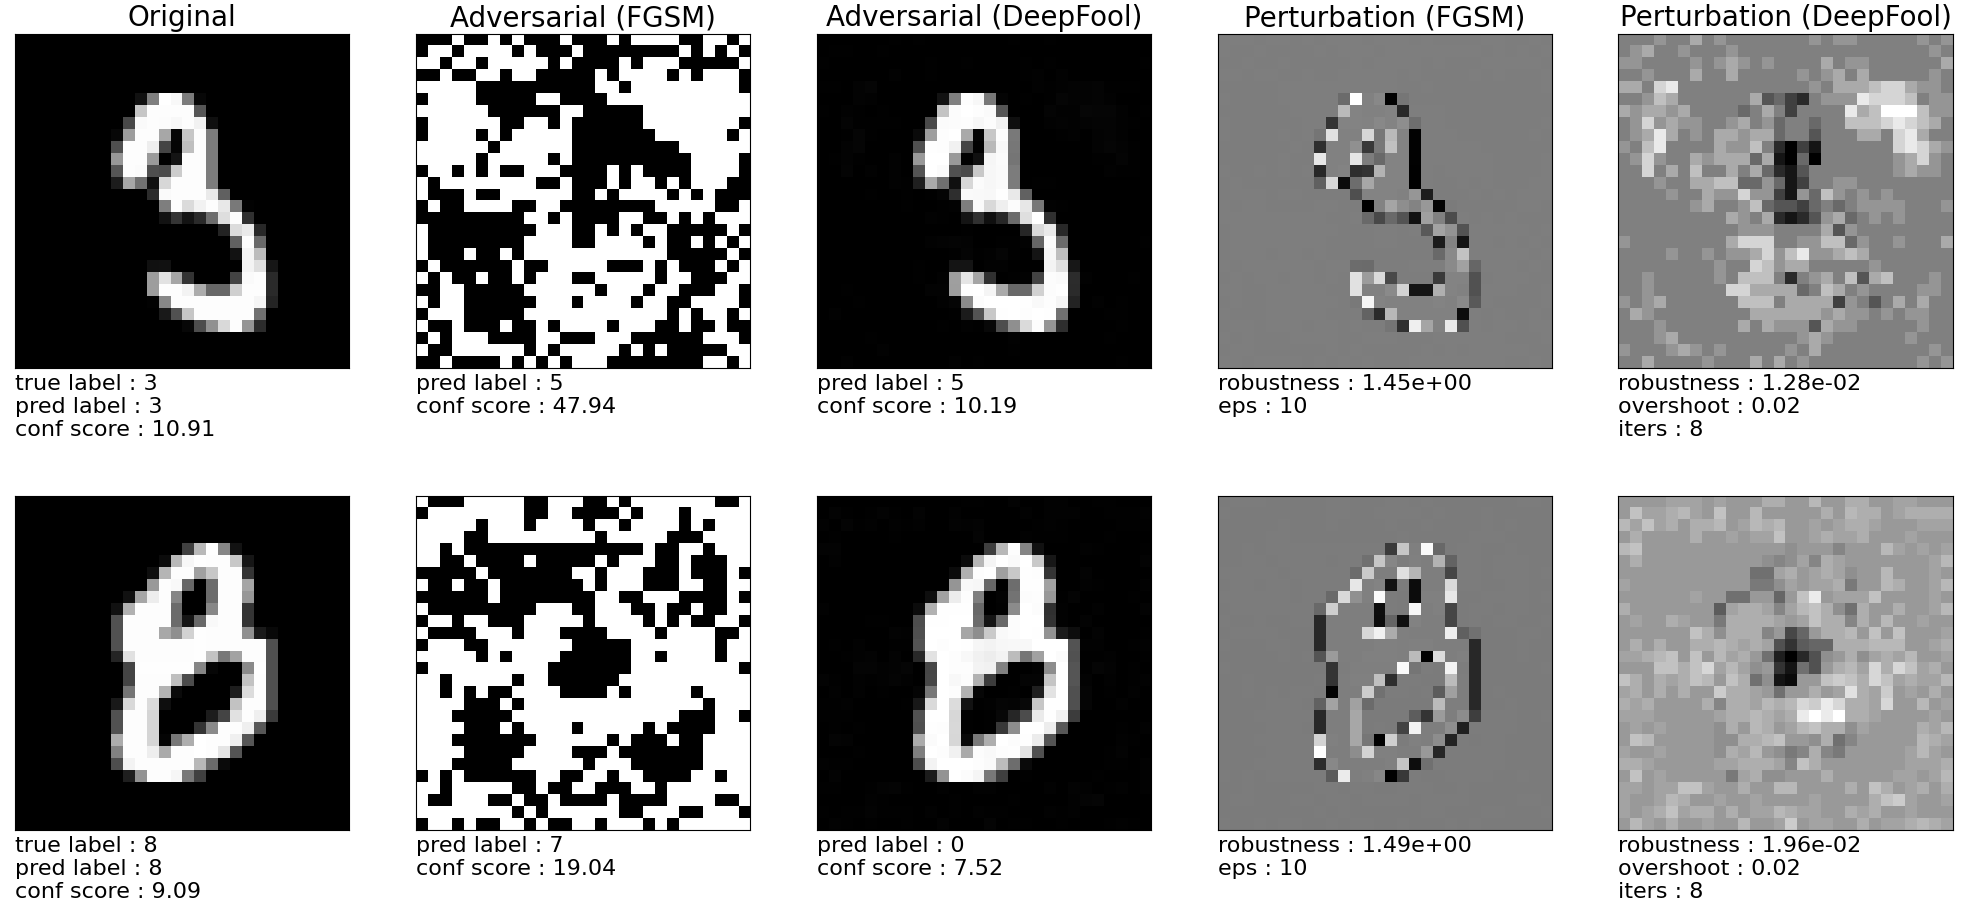 Original
Adversarial (FGSM)
Adversarial (DeepFool)
Perturbation (FGSM)
Perturbation (DeepFool)
3
3
true label : 3
pred label : 3
conf score : 10.91
pred label : 5
conf score : 47.94
pred label : 5
conf score : 10.19
robustness : 1.45e+00
eps : 10
robustness : 1.28e-02
overshoot : 0.02
iters : 8
8
8
true label : 8
pred label : 8
conf score : 9.09
pred label : 7
conf score : 19.04
pred label : 0
conf score : 7.52
robustness : 1.49e+00
eps : 10
robustness : 1.96e-02
overshoot : 0.02
iters : 8